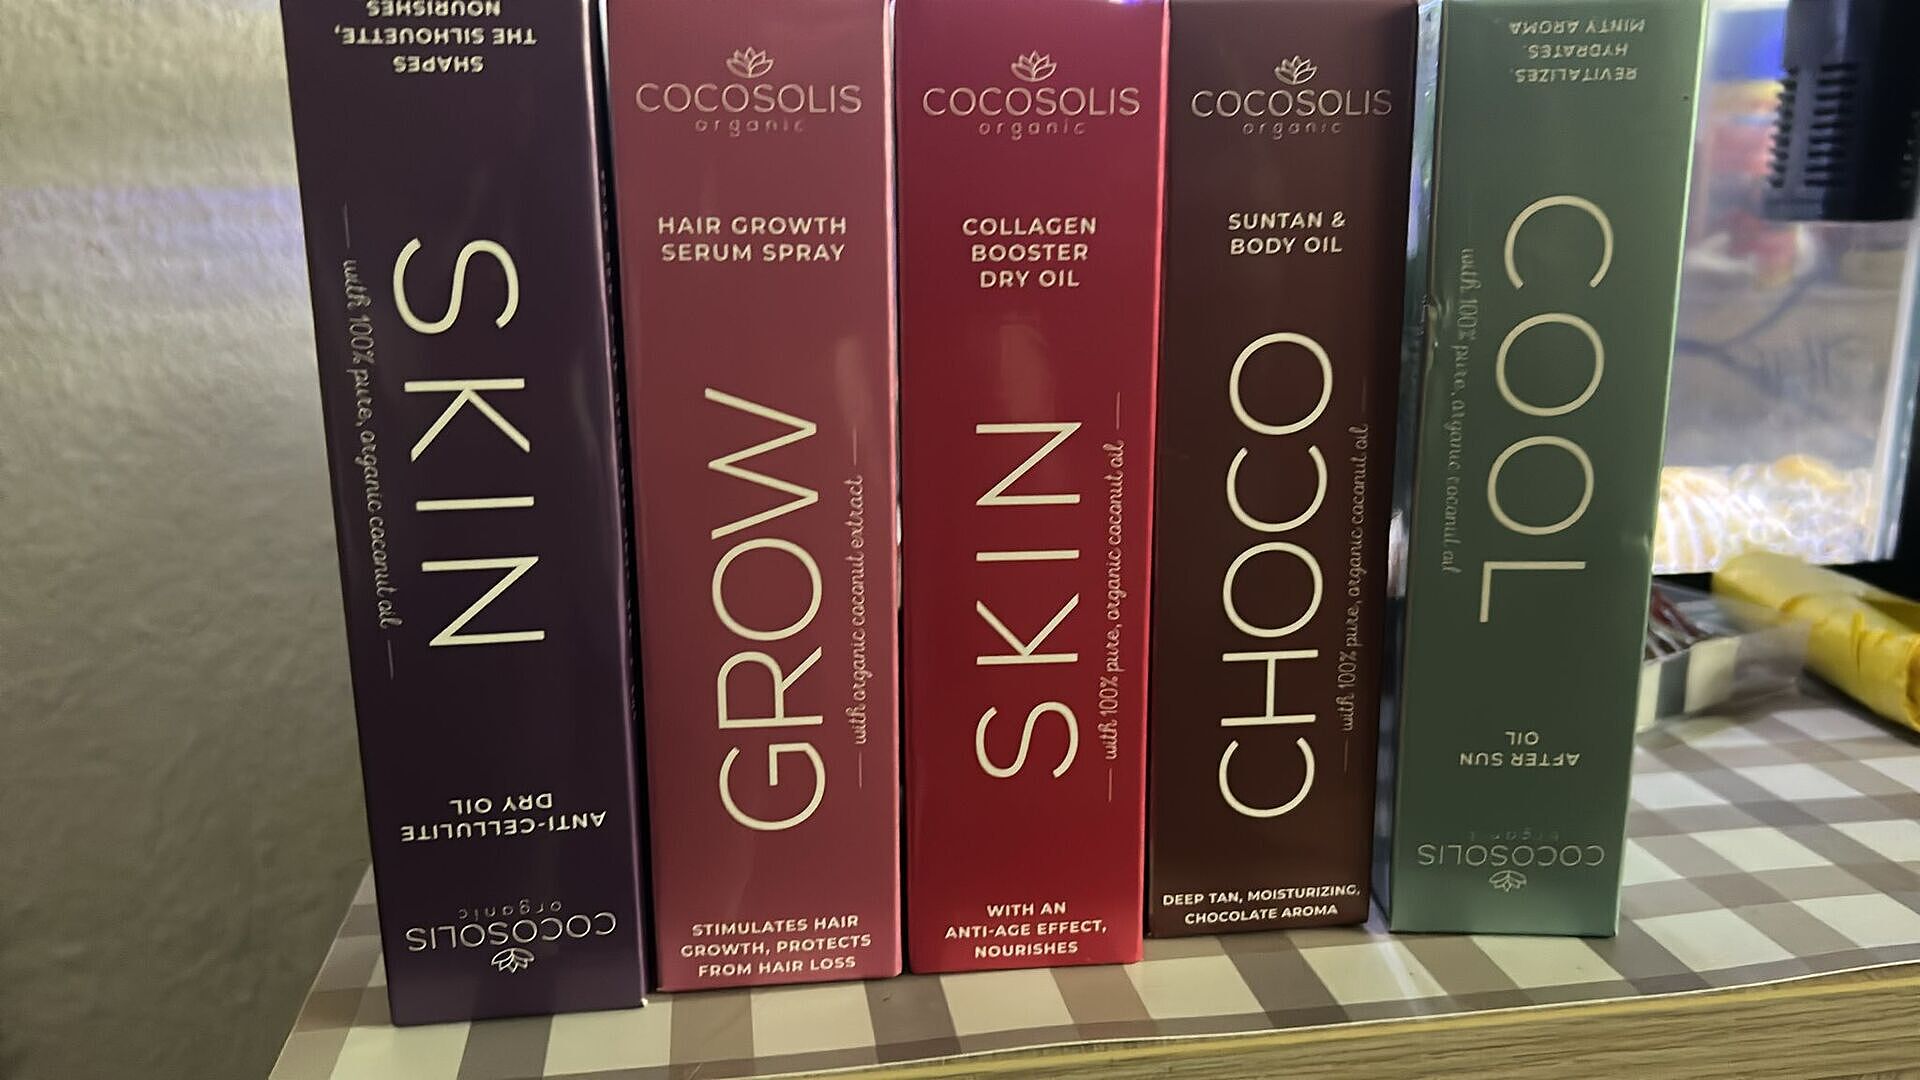 COCOSOLIS
organic
ANTI-CELLULITE
DRY OIL
SKIN
with 100% pure, organic coconut oil
SHAPES
THE SILHOUETTE,
NOURISHES
COCOSOLIS
organic
HAIR GROWTH
SERUM SPRAY
GROW
with organic coconut extract
STIMULATES HAIR
GROWTH, PROTECTS
FROM HAIR LOSS
COCOSOLIS
organic
COLLAGEN
BOOSTER
DRY OIL
SKIN
with 100% pure, organic coconut oil
WITH AN
ANTI-AGE EFFECT,
NOURISHES
COCOSOLIS
organic
SUNTAN &
BODY OIL
CHOCO
with 100% pure, organic coconut oil
DEEP TAN, MOISTURIZING,
CHOCOLATE AROMA
COCOSOLIS
organic
AFTER SUN
OIL
COOL
with 100% pure, organic coconut oil
REVITALIZES.
HYDRATES.
MINTY AROMA